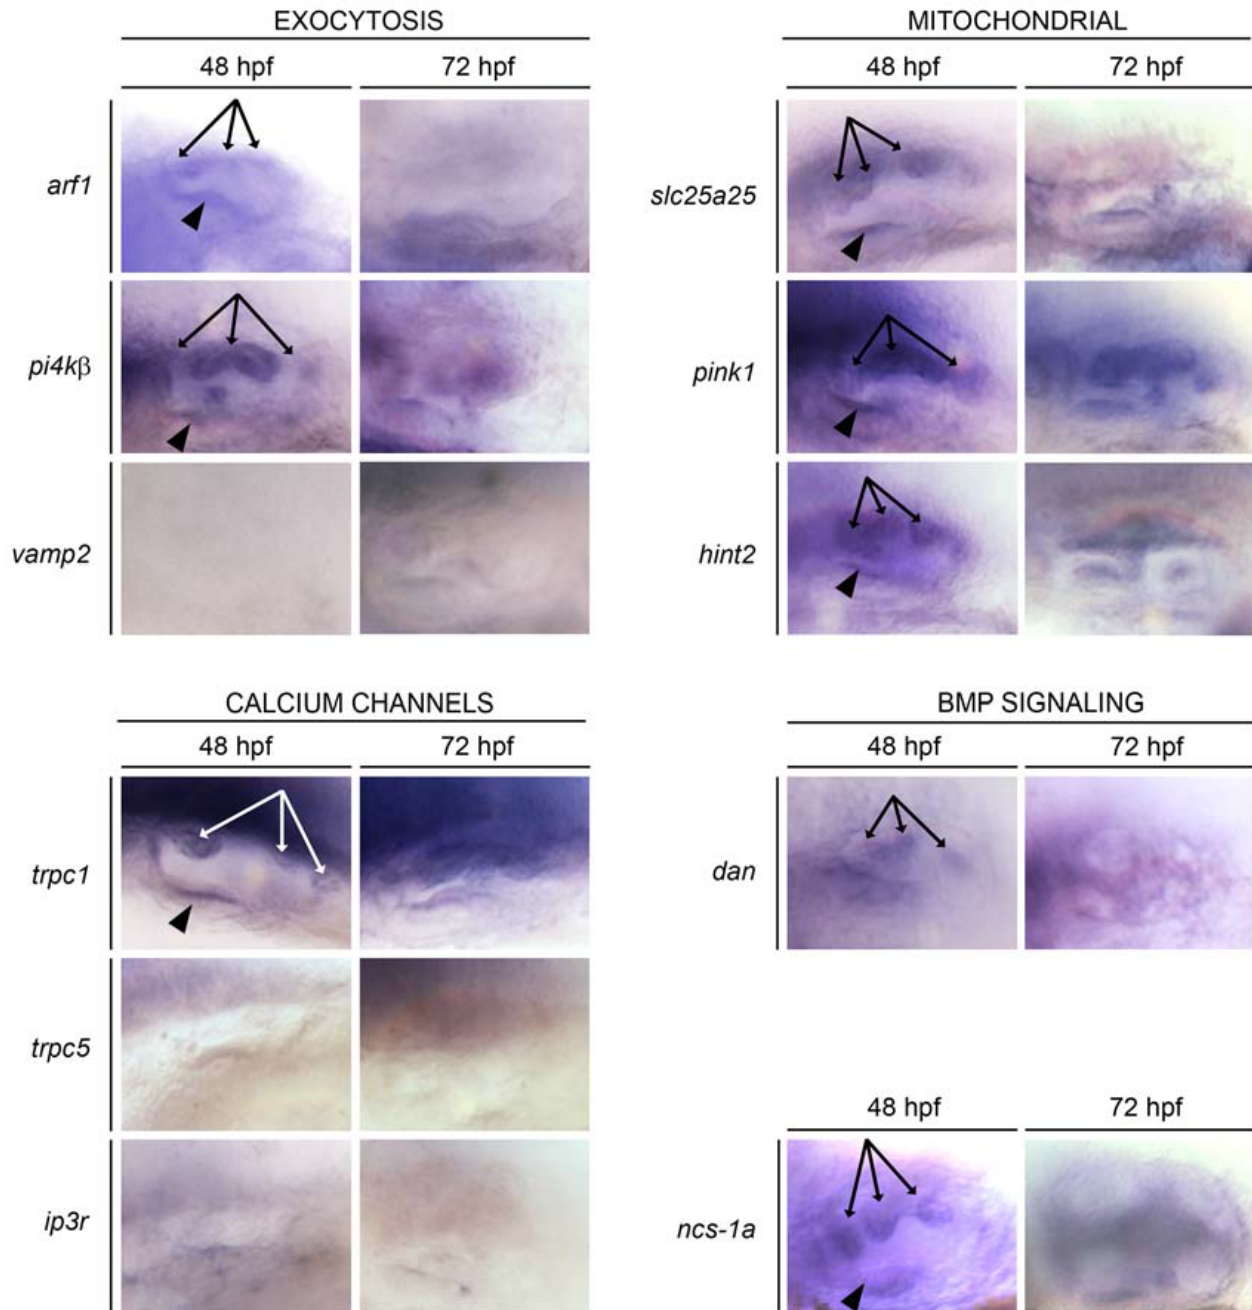 EXOCYTOSIS
48 hpf 72 hpf
arf1
pi4kβ
vamp2
MITOCHONDRIAL
48 hpf 72 hpf
slc25a25
pink1
hint2
CALCIUM CHANNELS
48 hpf 72 hpf
trpc1
trpc5
ip3r
BMP SIGNALING
48 hpf 72 hpf
dan
48 hpf 72 hpf
ncs-1a